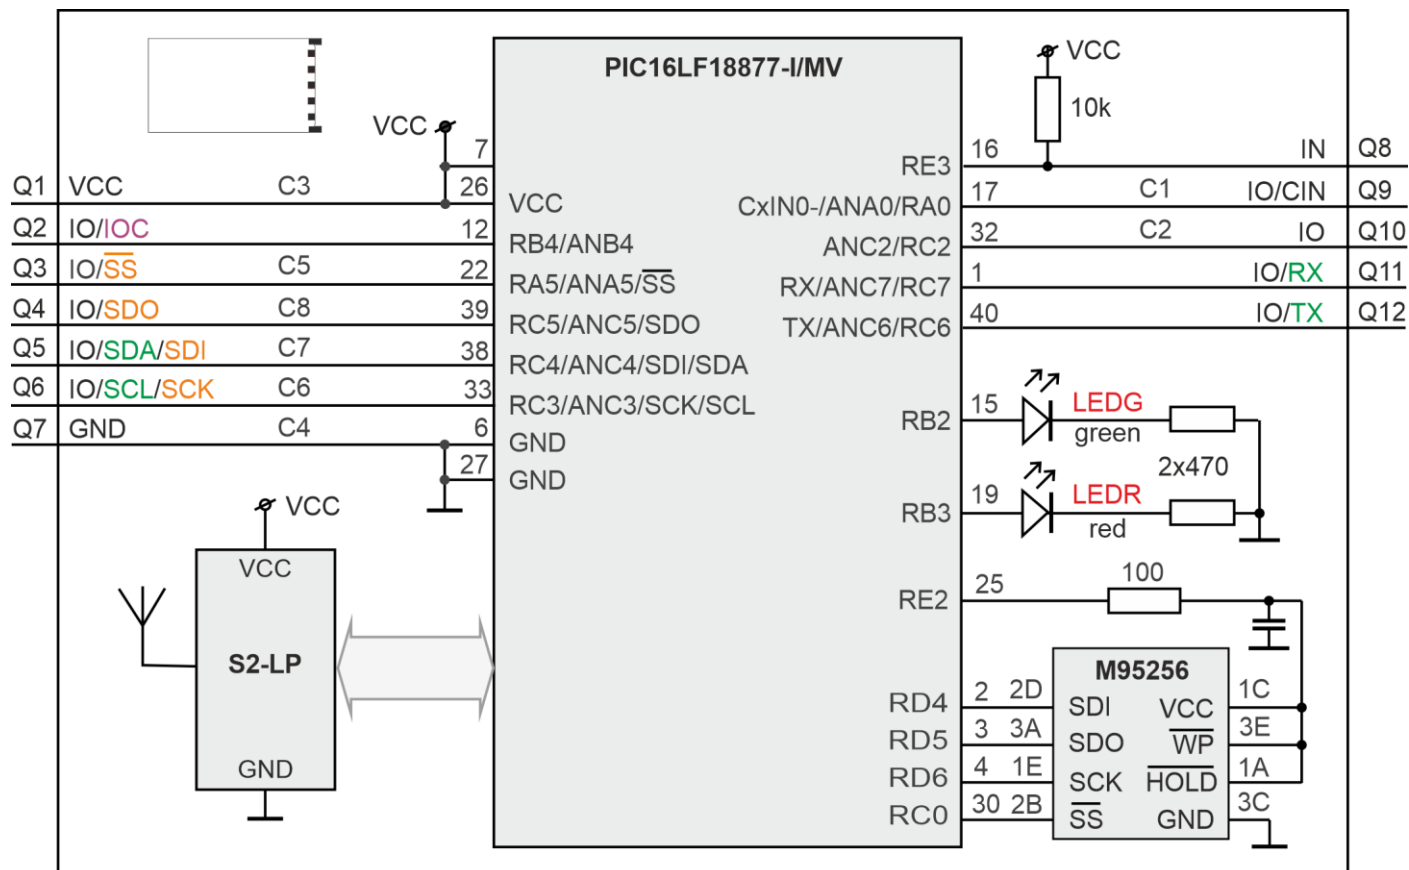 PIC16LF18877-I/MV
VCC
VCC
10k
7
RE3 16 IN Q8
Q1 VCC C3 26 VCC
CxIN0-/ANA0/RA0 17 C1 IO/CIN Q9
Q2 IO/IOC 12 RB4/ANB4
ANC2/RC2 32 C2 IO Q10
Q3 IO/S̅S̅ C5 22 RA5/ANA5/S̅S̅
RX/ANC7/RC7 1 IO/RX Q11
Q4 IO/SDO C8 39 RC5/ANC5/SDO
TX/ANC6/RC6 40 IO/TX Q12
Q5 IO/SDA/SDI C7 38 RC4/ANC4/SDI/SDA
Q6 IO/SCL/SCK C6 33 RC3/ANC3/SCK/SCL
Q7 GND C4 6 GND
27 GND
RB2 15 LEDG
green
2x470
RB3 19 LEDR
red
VCC
VCC
S2-LP
GND
RE2 25 100
M95256
RD4 2 2D SDI VCC 1C
RD5 3 3A SDO W̅P̅ 3E
RD6 4 1E SCK H̅O̅L̅D̅ 1A
RC0 30 2B S̅S̅ GND 3C